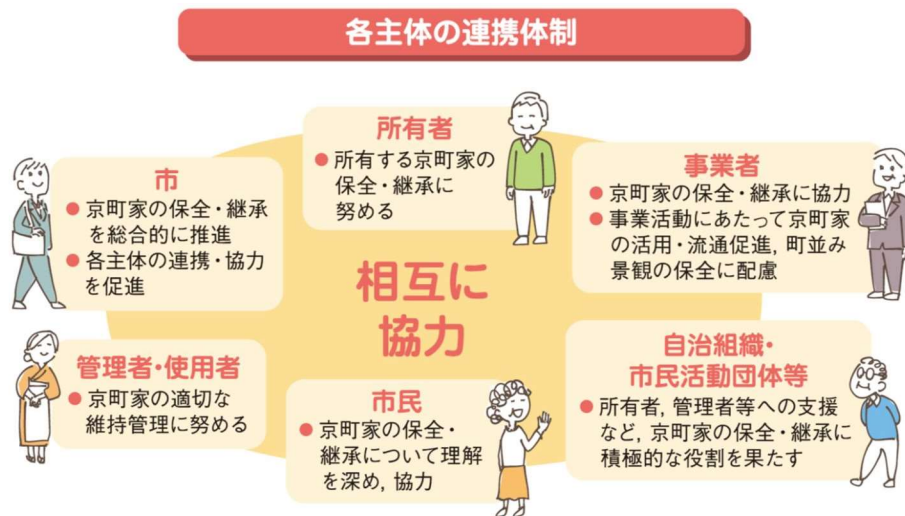 各主体の連携体制
所有者
● 所有する京町家の
保全・継承に
努める
市
● 京町家の保全・継承
を総合的に推進
● 各主体の連携・協力
を促進
事業者
● 京町家の保全・継承に協力
● 事業活動にあたって京町家
の活用・流通促進, 町並み
景観の保全に配慮
相互に
協力
管理者・使用者
● 京町家の適切な
維持管理に努める
市民
● 京町家の保全・
継承について理解
を深め, 協力
自治組織・
市民活動団体等
● 所有者, 管理者等への支援
など, 京町家の保全・継承に
積極的な役割を果たす